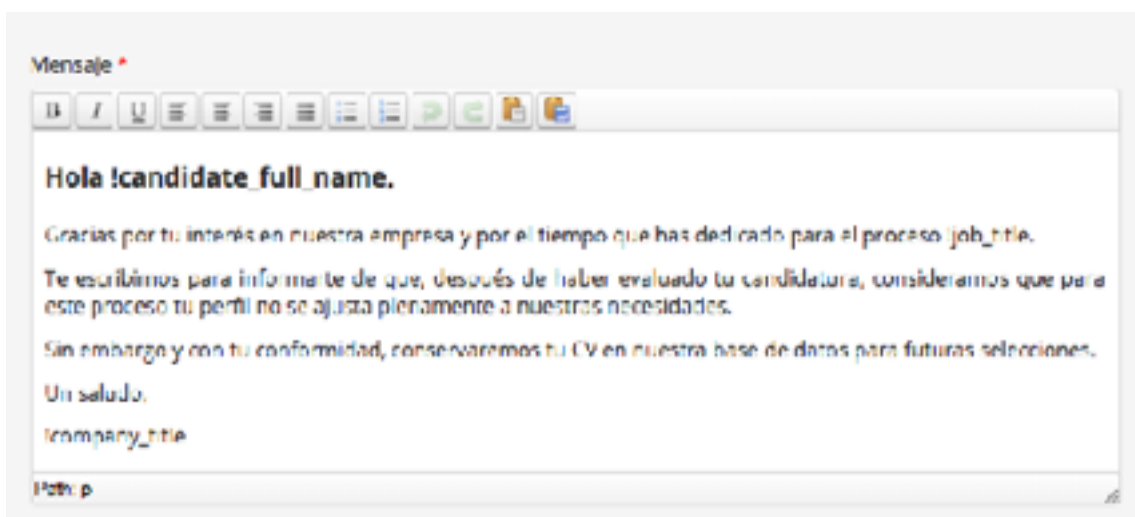 Mensaje *
B I U
Hola !candidate_full_name.
Gracias por tu interés en nuestra empresa y por el tiempo que has dedicado para el proceso !job_title.
Te escribimos para informarte de que, después de haber evaluado tu candidatura, consideramos que para
este proceso tu perfil no se ajusta plenamente a nuestras necesidades.
Sin embargo y con tu conformidad, conservaremos tu CV en nuestra base de datos para futuras selecciones.
Un saludo.
!company_title
Path: p